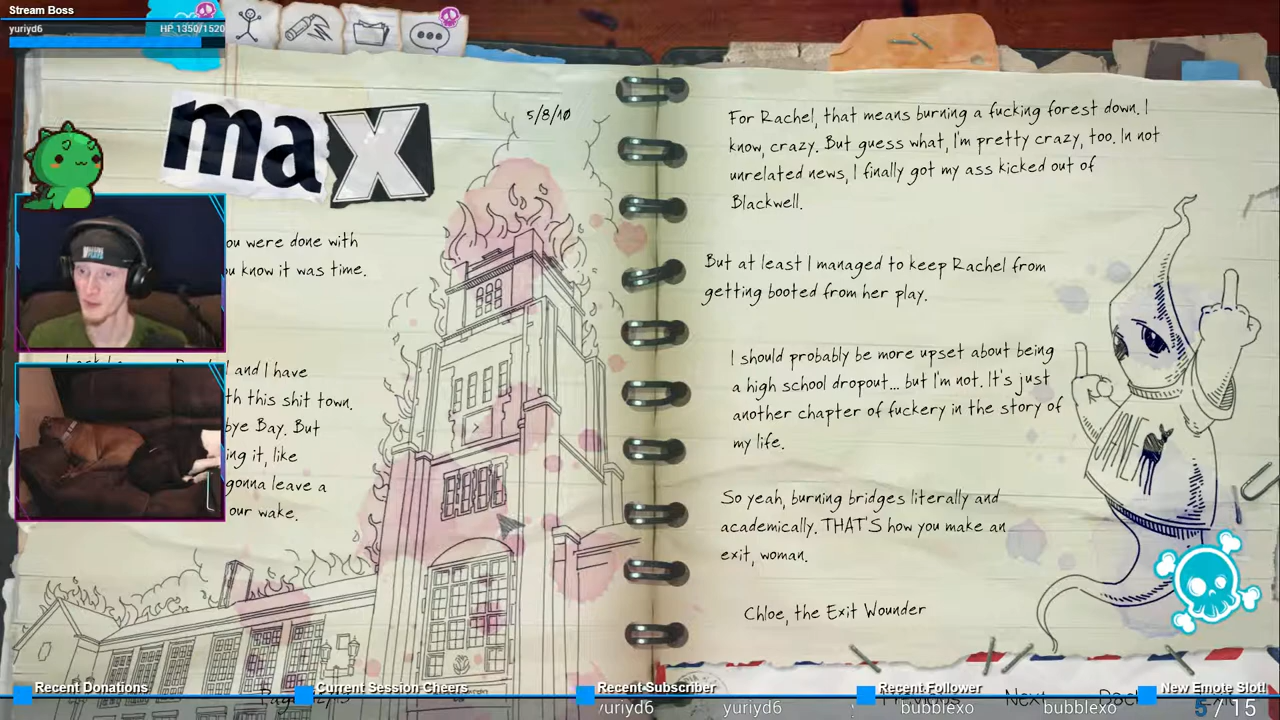 Stream Boss
yuriyd6
HP 1350/1520
max
5/8/10
ou were done with
u know it was time.
l and I have
th this shit town.
bye Bay. But
ing it, like
gonna leave a
our wake.
For Rachel, that means burning a fucking forest down. I
know, crazy. But guess what, I'm pretty crazy, too. In not
unrelated news, I finally got my ass kicked out of
Blackwell.
But at least I managed to keep Rachel from
getting booted from her play.
I should probably be more upset about being
a high school dropout... but I'm not. It's just
another chapter of fuckery in the story of
my life.
So yeah, burning bridges literally and
academically. THAT'S how you make an
exit, woman.
Chloe, the Exit Wounder
Recent Donations
Current Session Cheers
Recent Subscriber
Recent Follower
New Emote Slot!
yuriyd6
yuriyd6
bubblexo
bubblexo
5 / 15